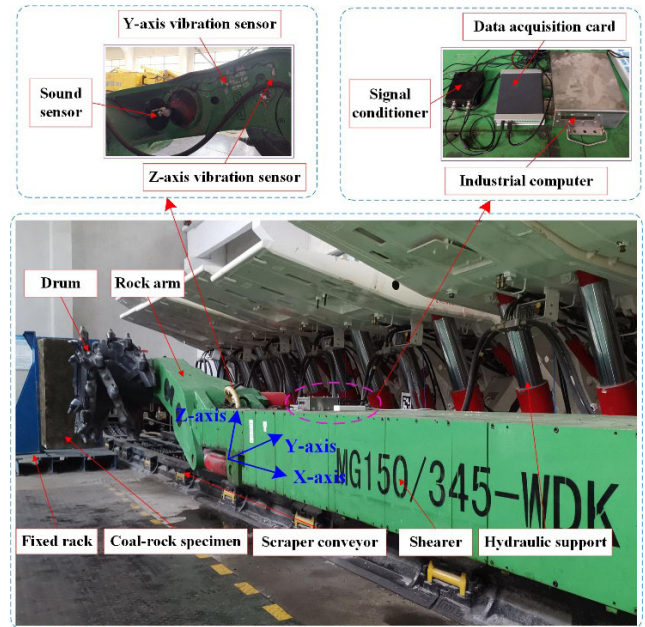 Y-axis vibration sensor
Sound
sensor
Z-axis vibration sensor
Data acquisition card
Signal
conditioner
Industrial computer
Drum
Rock arm
Z-axis
Y-axis
X-axis
MG150/345-WDK
Fixed rack
Coal-rock specimen
Scraper conveyor
Shearer
Hydraulic support